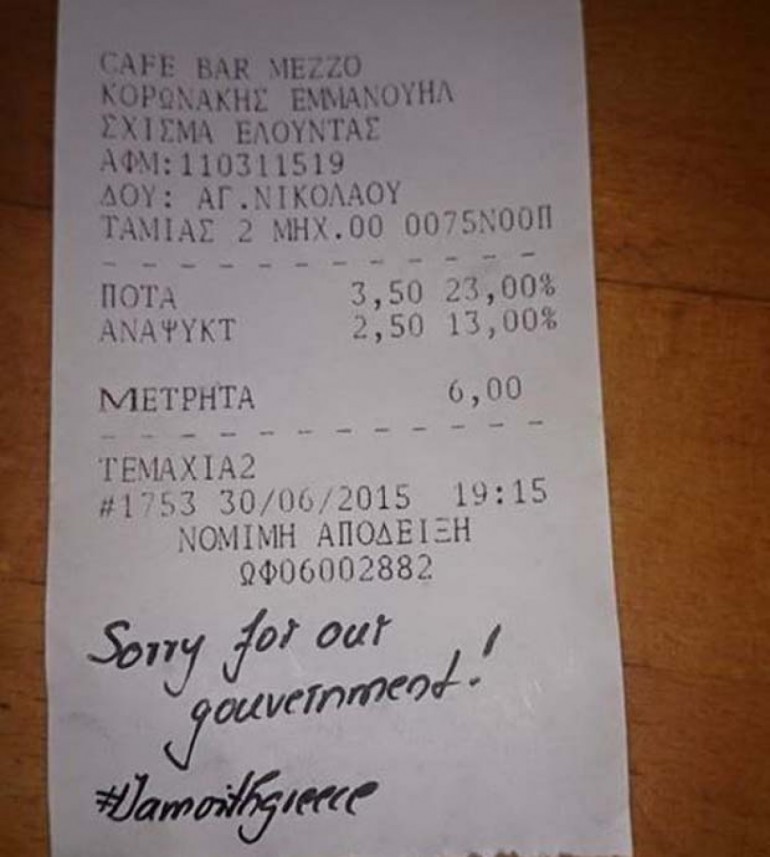 CAFE BAR MEZZO
ΚΟΡΩΝΑΚΗΣ ΕΜΜΑΝΟΥΗΛ
ΣΧΙΣΜΑ ΕΛΟΥΝΤΑΣ
ΑΦΜ:110311519
ΔΟΥ: ΑΓ.ΝΙΚΟΛΑΟΥ
ΤΑΜΙΑΣ 2 ΜΗΧ.00 0075Ν00Π
ΠΟΤΑ 3,50 23,00%
ΑΝΑΨΥΚΤ 2,50 13,00%
ΜΕΤΡΗΤΑ 6,00
ΤΕΜΑΧΙΑ2
#1753 30/06/2015 19:15
ΝΟΜΙΜΗ ΑΠΟΔΕΙΞΗ
ΩΦ06002882
Sorry for our
gouvernment!
#Jamwithgreece